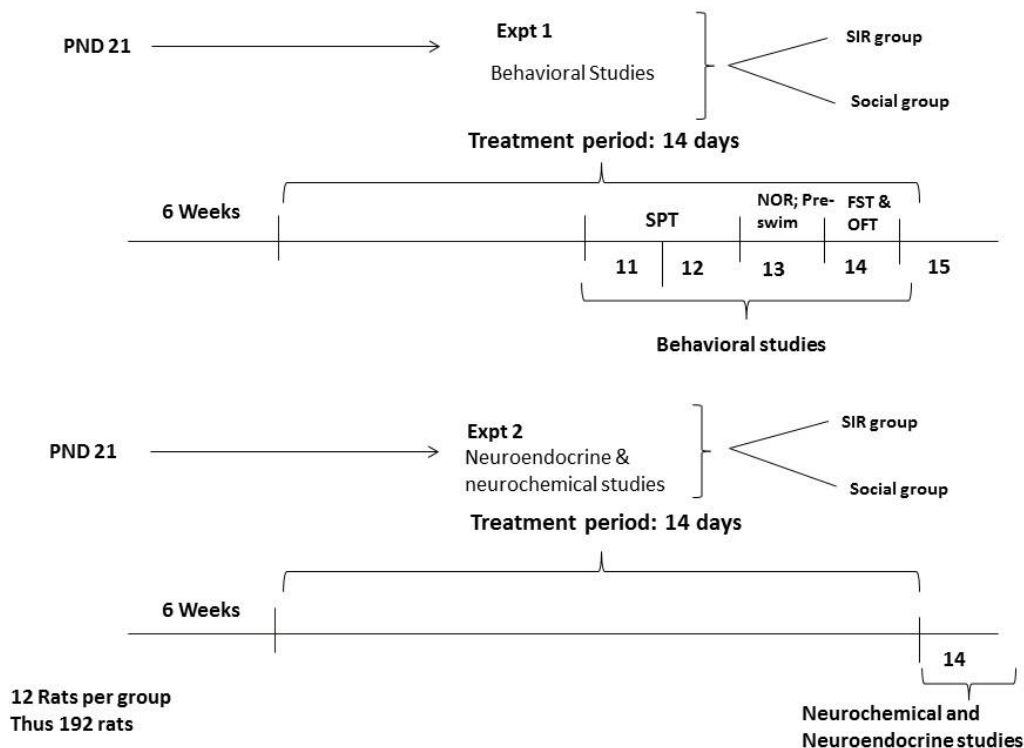 PND 21
Expt 1
Behavioral Studies
SIR group
Social group
Treatment period: 14 days
6 Weeks
SPT
NOR; Pre-
swim
FST &
OFT
11
12
13
14
15
Behavioral studies
PND 21
Expt 2
Neuroendocrine &
neurochemical studies
SIR group
Social group
Treatment period: 14 days
6 Weeks
14
12 Rats per group
Thus 192 rats
Neurochemical and
Neuroendocrine studies